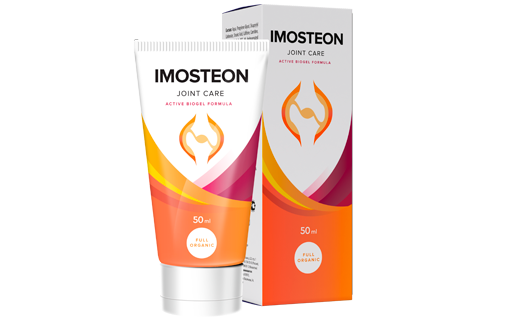 IMOSTEON
JOINT CARE
ACTIVE BIOGEL FORMULA
50 ml
FULL
ORGANIC
IMOSTEON
JOINT CARE
ACTIVE BIOGEL FORMULA
50 ml
FULL
ORGANIC